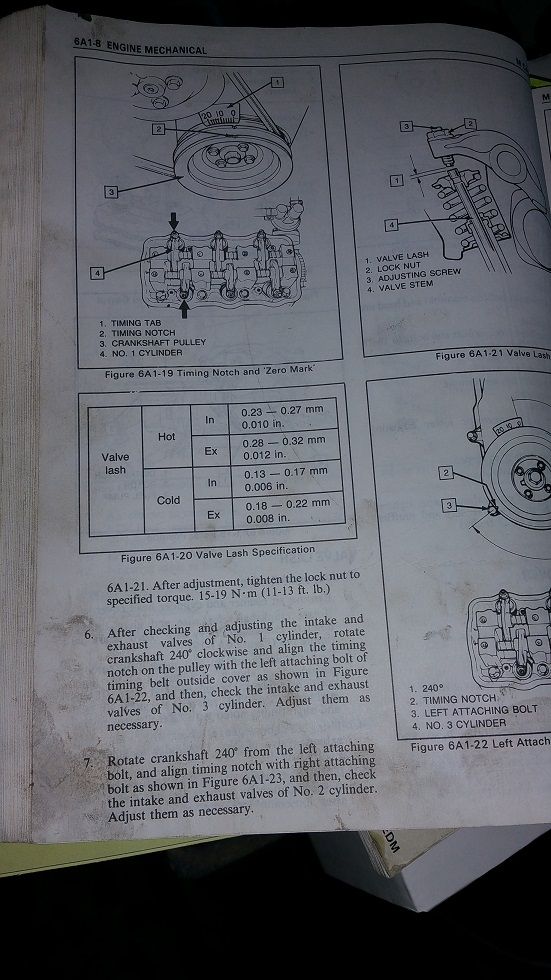 6A1-8 ENGINE MECHANICAL
1
20 10 0
2
3
4
1. TIMING TAB
2. TIMING NOTCH
3. CRANKSHAFT PULLEY
4. NO. 1 CYLINDER
Figure 6A1-19 Timing Notch and 'Zero Mark'
Valve lash
Hot
In
0.23 — 0.27 mm
0.010 in.
Ex
0.28 — 0.32 mm
0.012 in.
Cold
In
0.13 — 0.17 mm
0.006 in.
Ex
0.18 — 0.22 mm
0.008 in.
Figure 6A1-20 Valve Lash Specification
6A1-21. After adjustment, tighten the lock nut to
specified torque. 15-19 N·m (11-13 ft. lb.)
6. After checking and adjusting the intake and
exhaust valves of No. 1 cylinder, rotate
crankshaft 240° clockwise and align the timing
notch on the pulley with the left attaching bolt of
timing belt outside cover as shown in Figure
6A1-22, and then, check the intake and exhaust
valves of No. 3 cylinder. Adjust them as
necessary.
7. Rotate crankshaft 240° from the left attaching
bolt, and align timing notch with right attaching
bolt as shown in Figure 6A1-23, and then, check
the intake and exhaust valves of No. 2 cylinder.
Adjust them as necessary.
3
2
1
4
1. VALVE LASH
2. LOCK NUT
3. ADJUSTING SCREW
4. VALVE STEM
Figure 6A1-21 Valve Lash
20 10 0
2
3
1. 240°
2. TIMING NOTCH
3. LEFT ATTACHING BOLT
4. NO. 3 CYLINDER
Figure 6A1-22 Left Attach